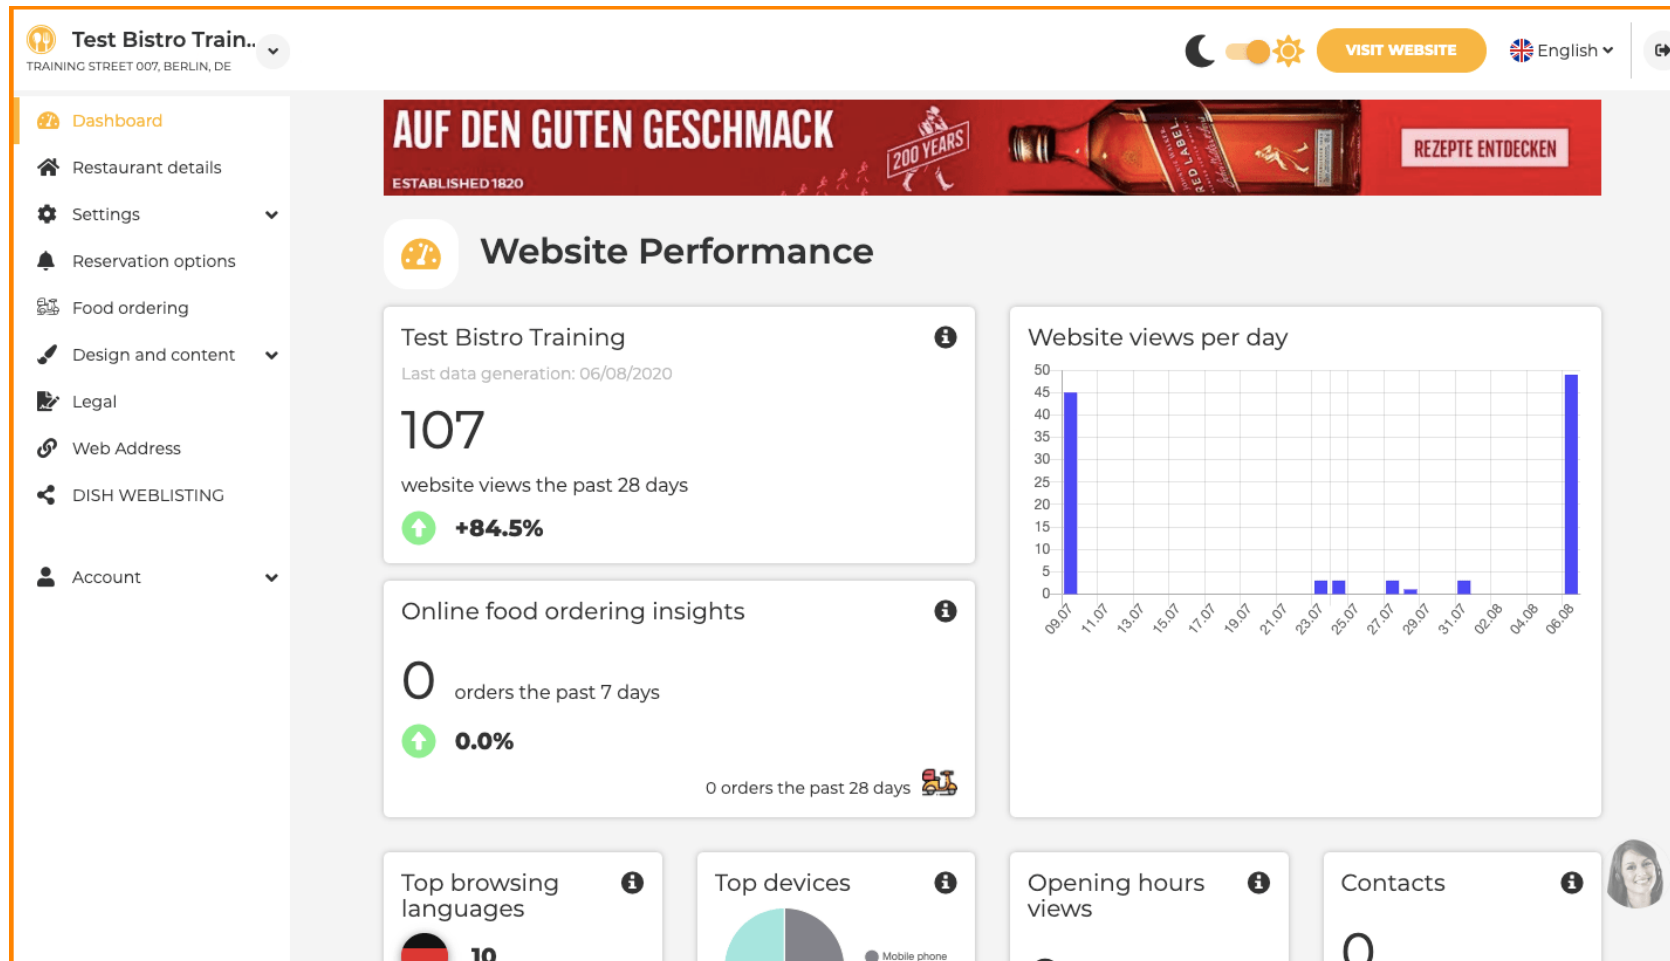 Test Bistro Train..
TRAINING STREET 007, BERLIN, DE
VISIT WEBSITE
English
Dashboard
Restaurant details
Settings
Reservation options
Food ordering
Design and content
Legal
Web Address
DISH WEBLISTING
Account
AUF DEN GUTEN GESCHMACK
ESTABLISHED 1820
200 YEARS
RED LABEL
REZEPTE ENTDECKEN
Website Performance
Test Bistro Training
Last data generation: 06/08/2020
107
website views the past 28 days
+84.5%
Website views per day
50
45
40
35
30
25
20
15
10
5
0
09.07 11.07 13.07 15.07 17.07 19.07 21.07 23.07 25.07 27.07 29.07 31.07 02.08 04.08 06.08
Online food ordering insights
0 orders the past 7 days
0.0%
0 orders the past 28 days
Top browsing
languages
10
Top devices
Mobile phone
Opening hours
views
Contacts
0